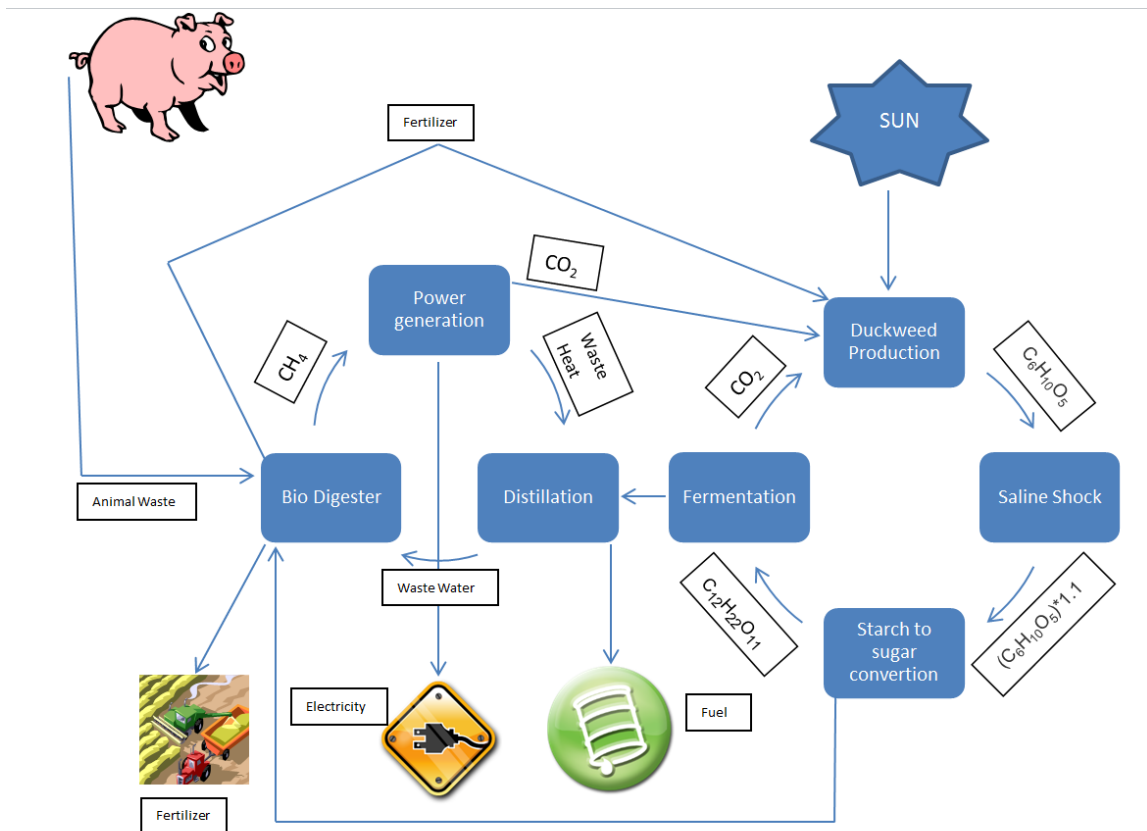 Fertilizer
SUN
CO₂
Power
generation
Duckweed
Production
CH₄
Waste
Heat
CO₂
C₆H₁₀O₅
Animal Waste
Bio Digester
Distillation
Fermentation
Saline Shock
Waste Water
C₁₂H₂₂O₁₁
(C₆H₁₀O₅)*1.1
Starch to
sugar
convertion
Electricity
Fuel
Fertilizer